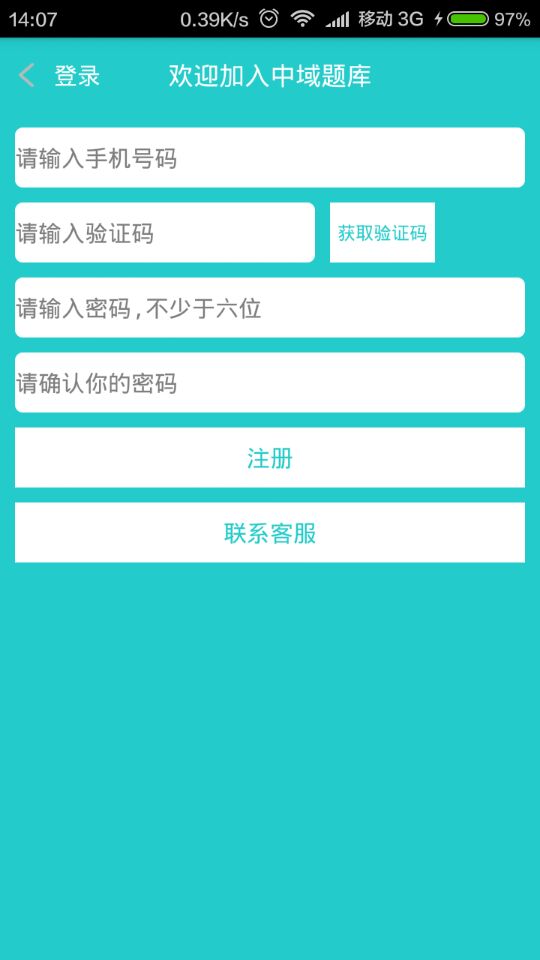 14:07 0.39K/s 移动 3G 97%
登录 欢迎加入中域题库
请输入手机号码
请输入验证码 获取验证码
请输入密码,不少于六位
请确认你的密码
注册
联系客服